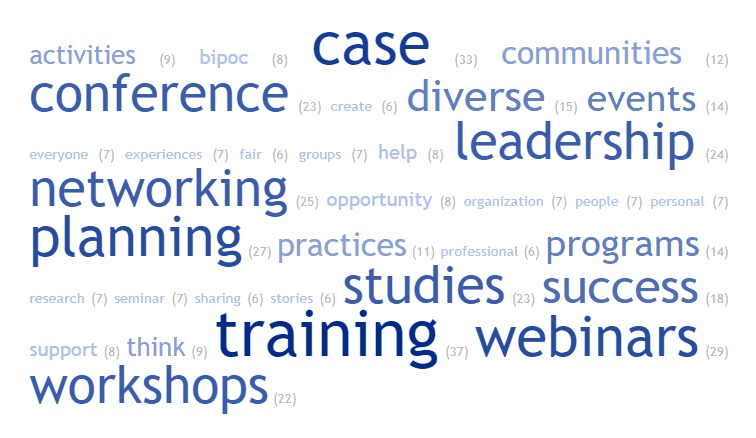 activities (9) bipoc (8) case (33) communities (12)
conference (23) create (6) diverse (15) events (14)
everyone (7) experiences (7) fair (6) groups (7) help (8) leadership (24)
networking (25) opportunity (8) organization (7) people (7) personal (7)
planning (27) practices (11) professional (6) programs (14)
research (7) seminar (7) sharing (6) stories (6) studies (23) success (18)
support (8) think (9) training (37) webinars (29)
workshops (22)